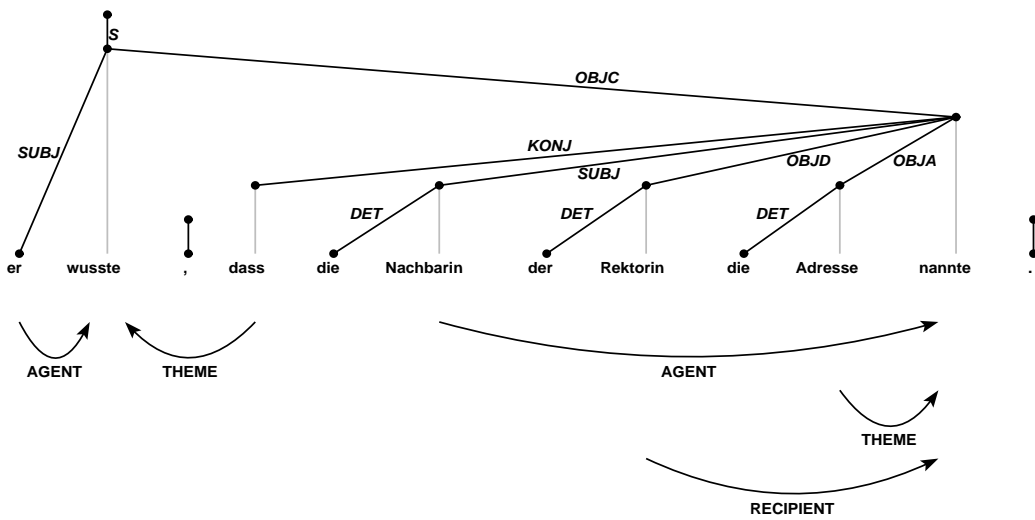 S
OBJC
SUBJ
KONJ
SUBJ
OBJD
OBJA
DET
DET
DET
er wusste , dass die Nachbarin der Rektorin die Adresse nannte .
AGENT THEME AGENT
THEME
RECIPIENT